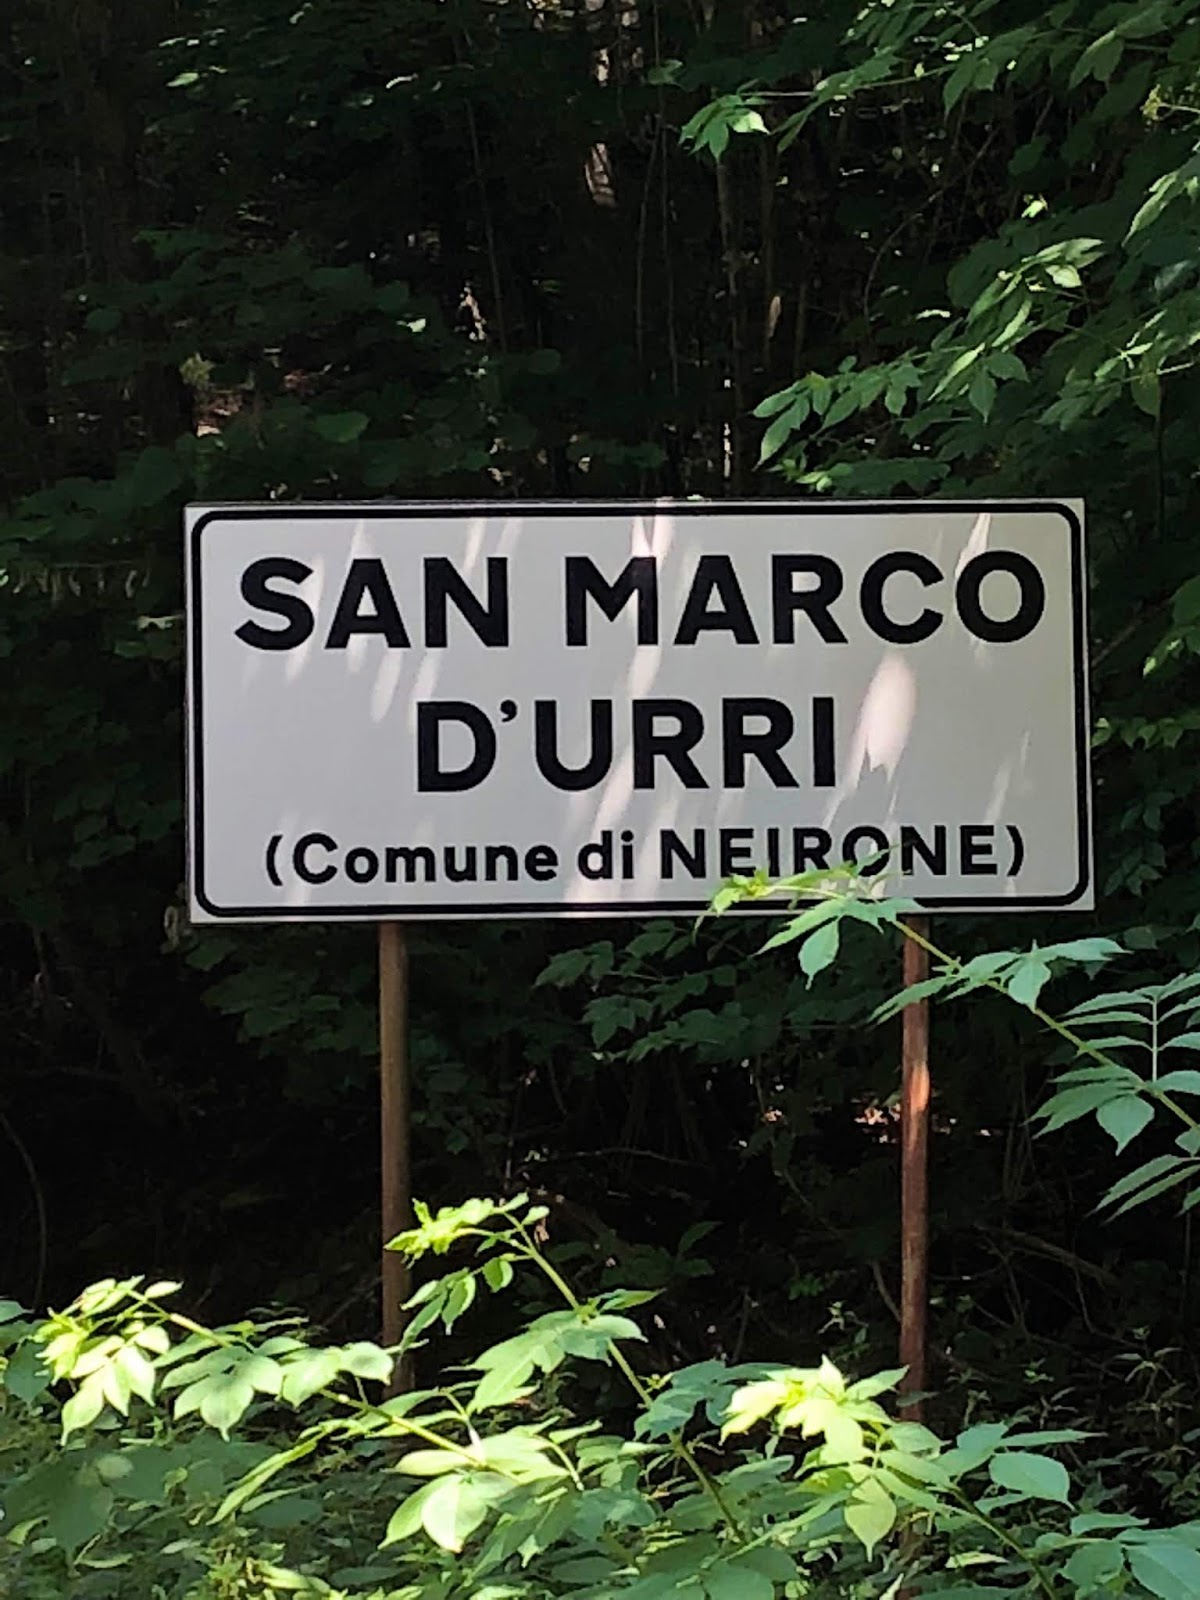 SAN MARCO
D'URRI
(Comune di NEIRONE)